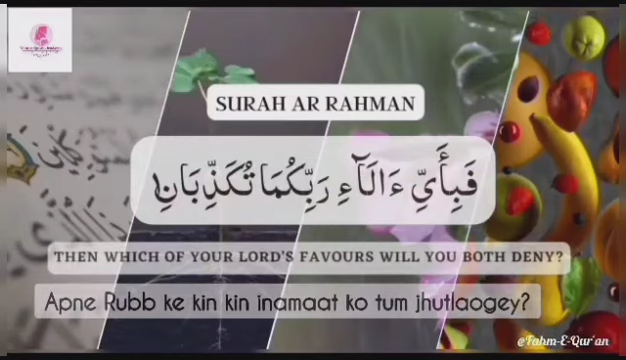 SURAH AR RAHMAN
فَبِأَيِّ ءَالَآءِ رَبِّكُمَا تُكَذِّبَانِ
THEN WHICH OF YOUR LORD'S FAVOURS WILL YOU BOTH DENY?
Apne Rubb ke kin kin inamaat ko tum jhutlaogey?
@Fahm-E-Qur'an